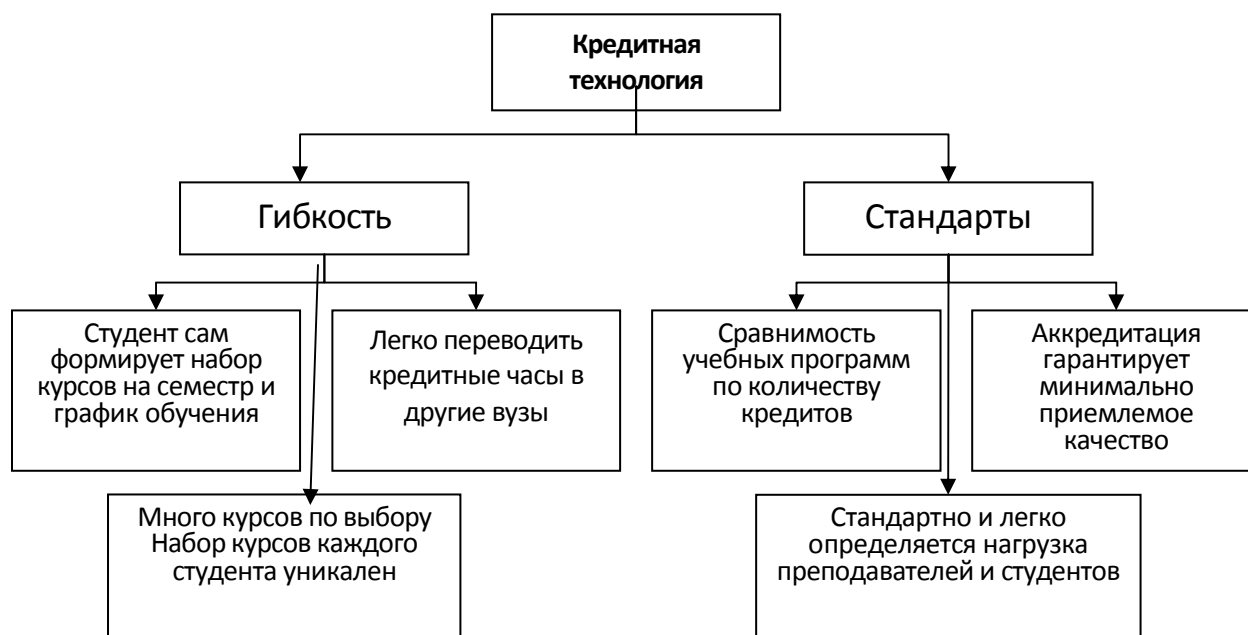 Кредитная
технология
Гибкость
Стандарты
Студент сам
формирует набор
курсов на семестр и
график обучения
Легко переводить
кредитные часы в
другие вузы
Сравнимость
учебных программ
по количеству
кредитов
Аккредитация
гарантирует
минимально
приемлемое
качество
Много курсов по выбору
Набор курсов каждого
студента уникален
Стандартно и легко
определяется нагрузка
преподавателей и студентов